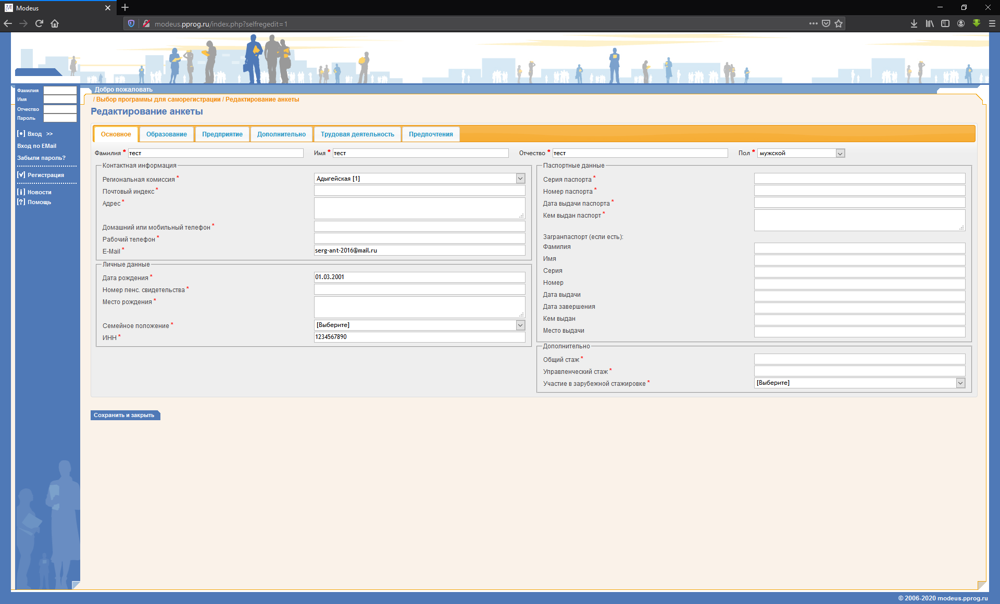 Modeus
modeus.pprog.ru/index.php?selfregedit=1
Фамилия
Имя
Отчество
Пароль
[•] Вход >>
Вход по EMail
Забыли пароль?
[√] Регистрация
[i] Новости
[?] Помощь
Добро пожаловать
/ Выбор программы для саморегистрации / Редактирование анкеты
Редактирование анкеты
Основное Образование Предприятие Дополнительно Трудовая деятельность Предпочтения
Фамилия * тест Имя * тест Отчество * тест Пол * мужской
Контактная информация
Региональная комиссия * Адыгейская [1]
Почтовый индекс *
Адрес *
Домашний или мобильный телефон *
Рабочий телефон *
E-Mail * serg-ant-2016@mail.ru
Личные данные
Дата рождения * 01.03.2001
Номер пенс. свидетельства *
Место рождения *
Семейное положение * [Выберите]
ИНН * 1234567890
Паспортные данные
Серия паспорта *
Номер паспорта *
Дата выдачи паспорта *
Кем выдан паспорт *
Загранпаспорт (если есть):
Фамилия
Имя
Серия
Номер
Дата выдачи
Дата завершения
Кем выдан
Место выдачи
Дополнительно
Общий стаж *
Управленческий стаж *
Участие в зарубежной стажировке * [Выберите]
Сохранить и закрыть
© 2006-2020 modeus.pprog.ru